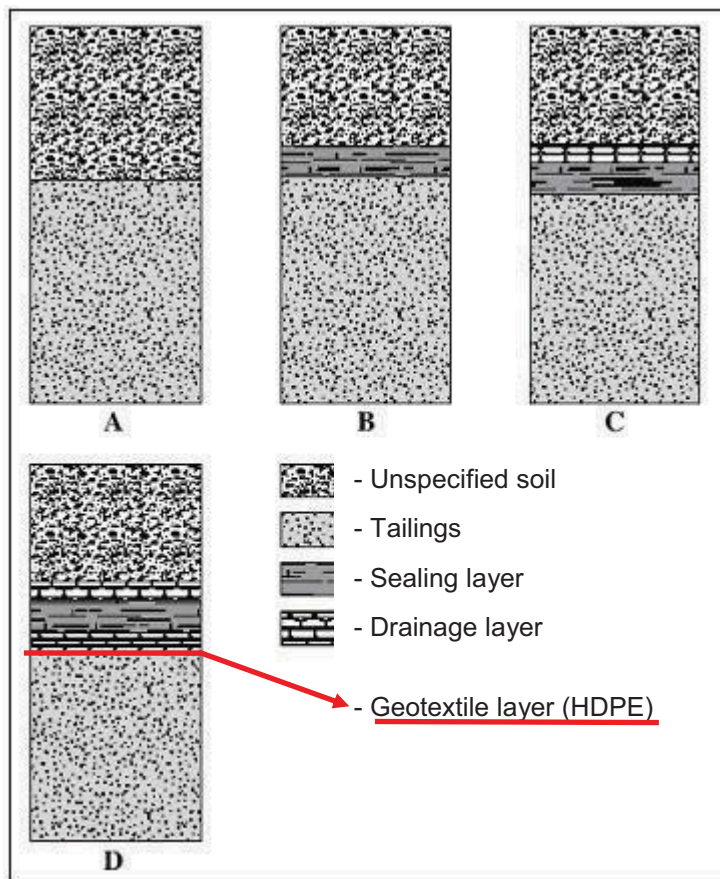 A
B
C
- Unspecified soil
- Tailings
- Sealing layer
- Drainage layer
- Geotextile layer (HDPE)
D